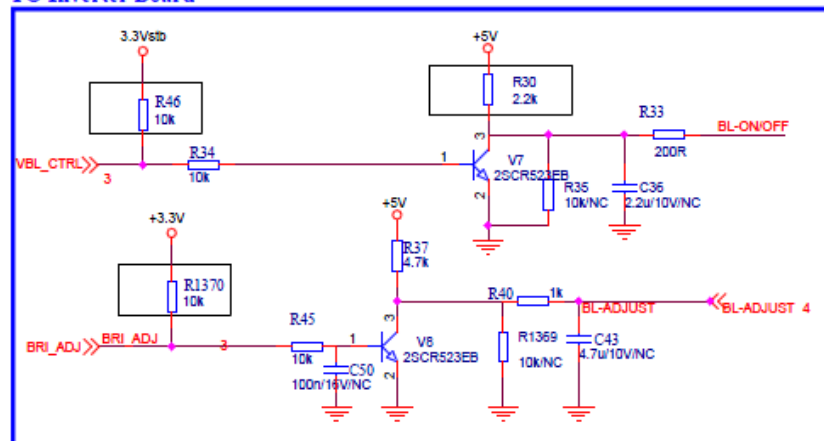 3.3Vstb
+5V
R46
10k
R30
2.2k
R33
BL-ON/OFF
200R
3
R34
VBL_CTRL
3
10k
1
V7
2SCR523EB
2
R35
10k/NC
C36
2.2u/10V/NC
+5V
+3.3V
R37
4.7k
R1370
10k
R40
1k
BL-ADJUST
BL-ADJUST 4
R45
3
BRI_ADJ
BRI_ADJ
3
1
V8
2SCR523EB
10k
C50
100n/16V/NC
2
R1369
10k/NC
C43
4.7u/10V/NC